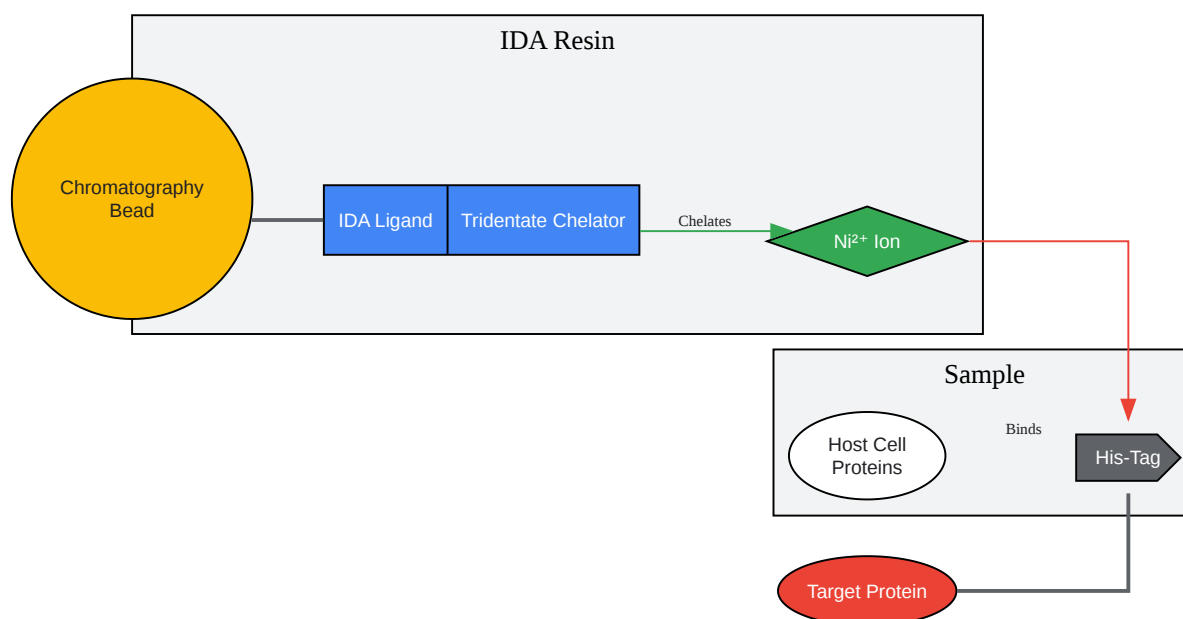 IDA Resin
Chromatography
Bead
IDA Ligand
Tridentate Chelator
Chelates
Ni²⁺ Ion
Sample
Host Cell
Proteins
Binds
His-Tag
Target Protein